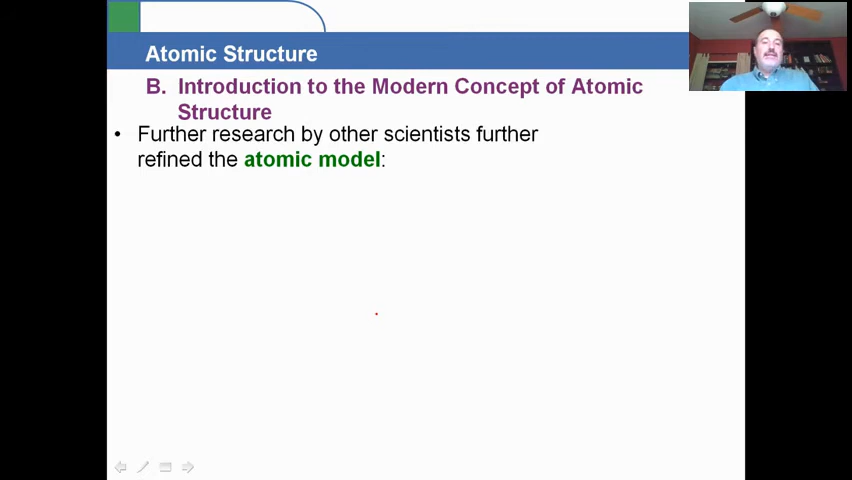 Atomic Structure
B. Introduction to the Modern Concept of Atomic
Structure
• Further research by other scientists further
refined the atomic model: